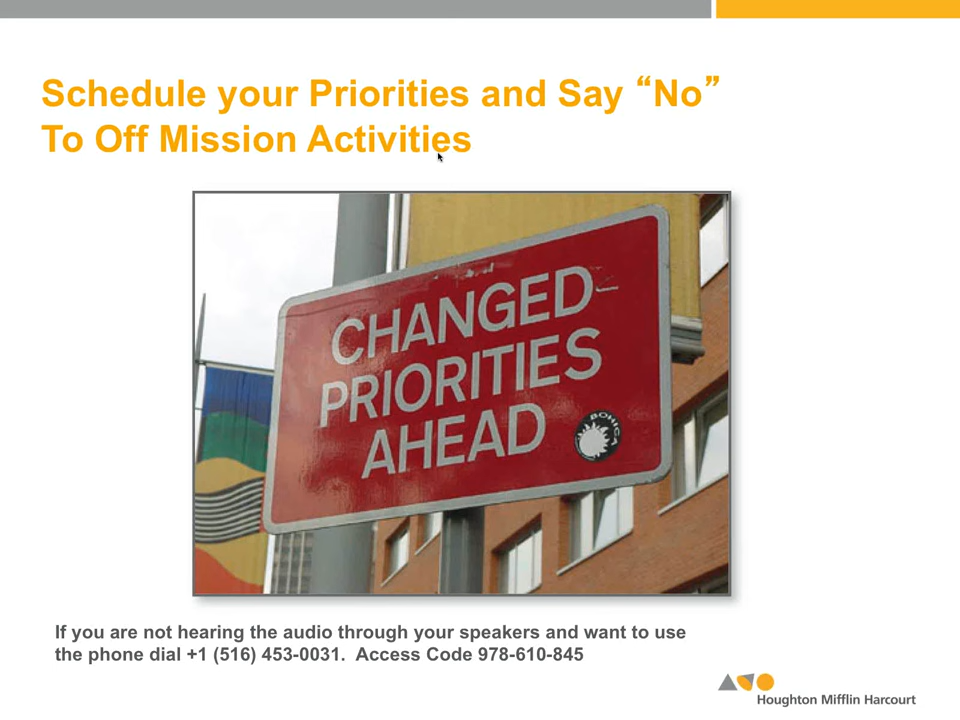 Schedule your Priorities and Say “No”
To Off Mission Activities
CHANGED
PRIORITIES
AHEAD
BOHIC
If you are not hearing the audio through your speakers and want to use
the phone dial +1 (516) 453-0031.  Access Code 978-610-845
Houghton Mifflin Harcourt